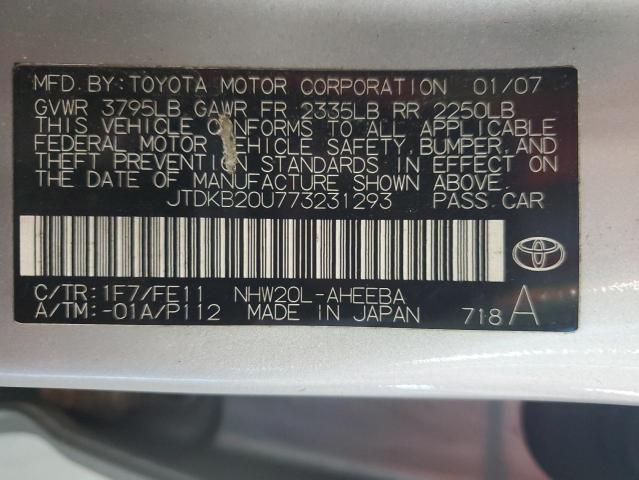 MFD. BY: TOYOTA MOTOR CORPORATION 01/07
GVWR 3795LB GAWR FR 2335LB RR 2250LB
THIS VEHICLE CONFORMS TO ALL APPLICABLE
FEDERAL MOTOR VEHICLE SAFETY, BUMPER, AND
THEFT PREVENTION STANDARDS IN EFFECT ON
THE DATE OF MANUFACTURE SHOWN ABOVE.
JTDKB20U773231293 PASS. CAR
C/TR: 1F7/FE11 NHW20L-AHEEBA
A/TM: -01A/P112 MADE IN JAPAN 718 A